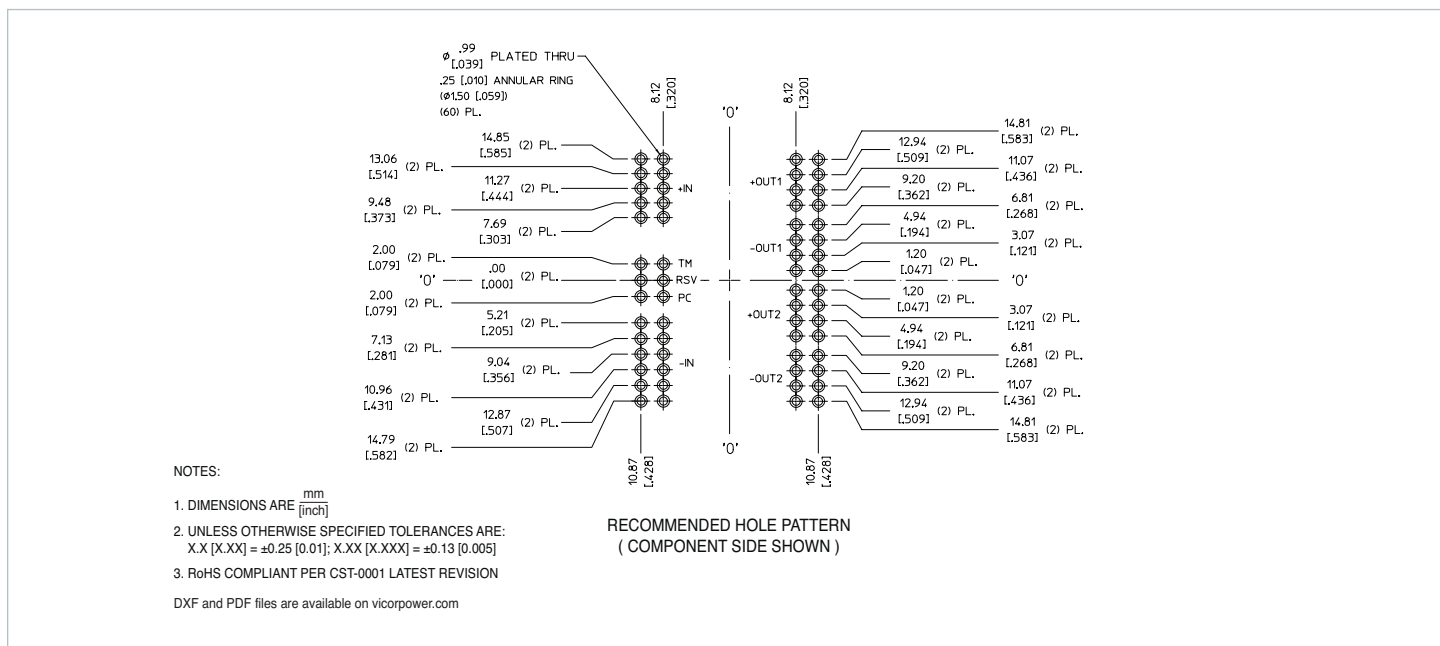 ø .99 [.039] PLATED THRU
.25 [.010] ANNULAR RING
(ø1.50 [.059])
(60) PL.
8.12 [.320]
'0'
8.12 [.320]
14.85 [.585] (2) PL.
13.06 [.514] (2) PL.
11.27 [.444] (2) PL.
9.48 [.373] (2) PL.
7.69 [.303] (2) PL.
2.00 [.079] (2) PL.
'0'
.00 [.000] (2) PL.
2.00 [.079] (2) PL.
5.21 [.205] (2) PL.
7.13 [.281] (2) PL.
9.04 [.356] (2) PL.
10.96 [.431] (2) PL.
12.87 [.507] (2) PL.
14.79 [.582] (2) PL.
+IN
TM
RSV
PC
-IN
+OUT1
-OUT1
+OUT2
-OUT2
14.81 [.583] (2) PL.
12.94 [.509] (2) PL.
11.07 [.436] (2) PL.
9.20 [.362] (2) PL.
6.81 [.268] (2) PL.
4.94 [.194] (2) PL.
3.07 [.121] (2) PL.
1.20 [.047] (2) PL.
'0'
1.20 [.047] (2) PL.
3.07 [.121] (2) PL.
4.94 [.194] (2) PL.
6.81 [.268] (2) PL.
9.20 [.362] (2) PL.
11.07 [.436] (2) PL.
12.94 [.509] (2) PL.
14.81 [.583] (2) PL.
10.87 [.428]
'0'
10.87 [.428]
RECOMMENDED HOLE PATTERN
( COMPONENT SIDE SHOWN )
NOTES:
1. DIMENSIONS ARE mm [inch]
2. UNLESS OTHERWISE SPECIFIED TOLERANCES ARE:
X.X [X.XX] = ±0.25 [0.01]; X.XX [X.XXX] = ±0.13 [0.005]
3. RoHS COMPLIANT PER CST-0001 LATEST REVISION
DXF and PDF files are available on vicorpower.com